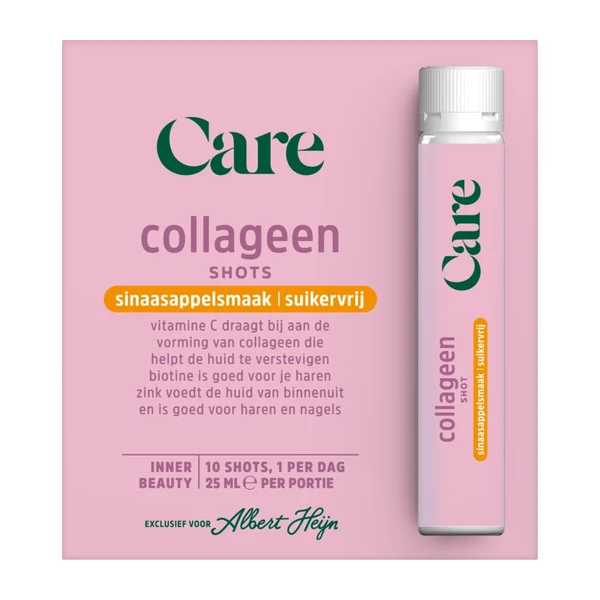 Care
collageen
SHOTS
sinaasappelsmaak | suikervrij
vitamine C draagt bij aan de
vorming van collageen die
helpt de huid te verstevigen
biotine is goed voor je haren
zink voedt de huid van binnenuit
en is goed voor haren en nagels
INNER
BEAUTY
10 SHOTS, 1 PER DAG
25 ML ℮ PER PORTIE
EXCLUSIEF VOOR Albert Heijn
Care
collageen
SHOT
sinaasappelsmaak | suikervrij